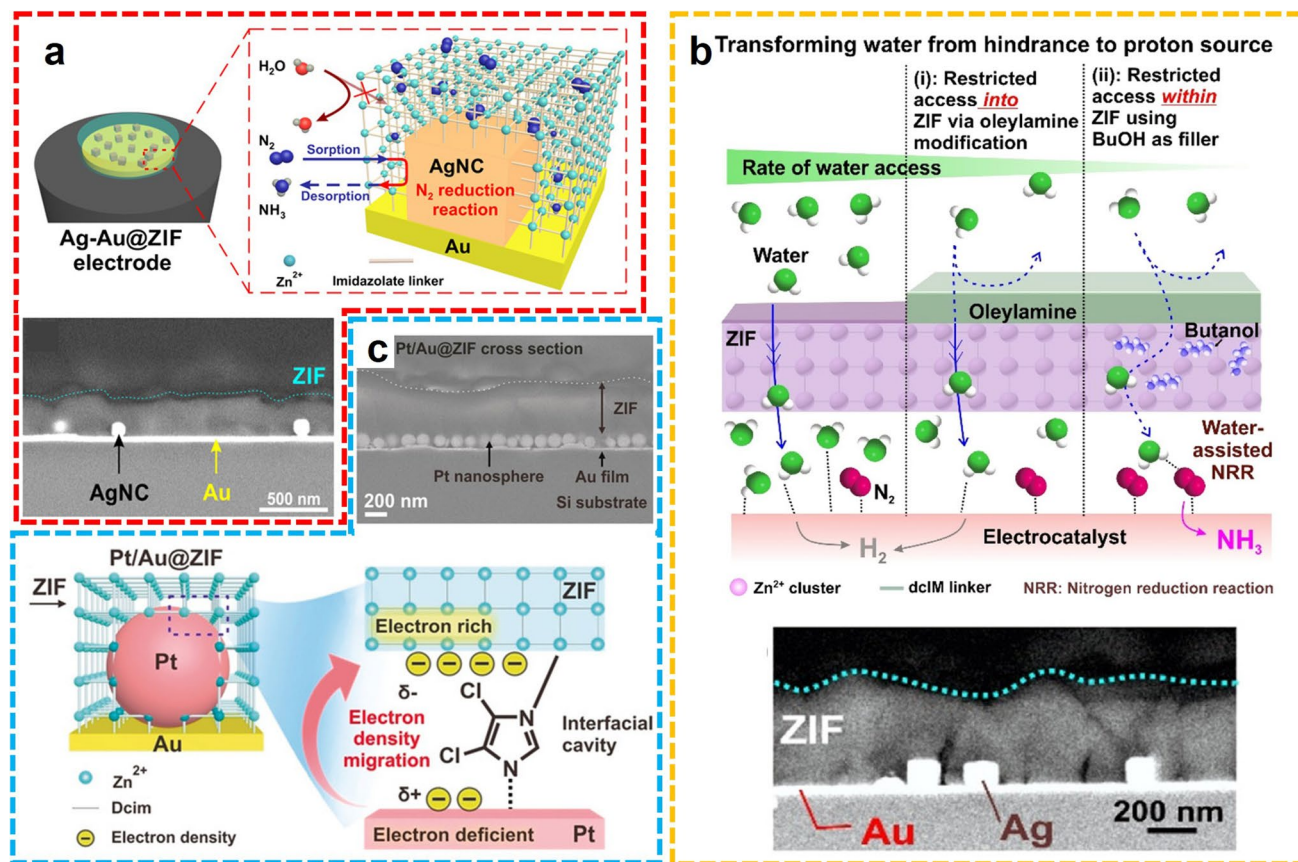 a
H₂O
N₂
Sorption
NH₃
Desorption
AgNC
N₂ reduction
reaction
Au
Ag-Au@ZIF
electrode
Zn²⁺
Imidazolate linker
ZIF
AgNC
Au
500 nm
c
Pt/Au@ZIF cross section
ZIF
Pt nanosphere
Au film
200 nm
Si substrate
Pt/Au@ZIF
ZIF
Pt
Au
Zn²⁺
Dcim
Electron density
ZIF
Electron rich
δ-
Cl
Cl
N
N
Interfacial
cavity
Electron
density
migration
δ+
Electron deficient
Pt
b
Transforming water from hindrance to proton source
(i): Restricted
access into
ZIF via oleylamine
modification
(ii): Restricted
access within
ZIF using
BuOH as filler
Rate of water access
Water
Oleylamine
ZIF
Butanol
Water-
assisted
NRR
N₂
Electrocatalyst
H₂
NH₃
Zn²⁺ cluster
dcIM linker
NRR: Nitrogen reduction reaction
ZIF
Au
Ag
200 nm